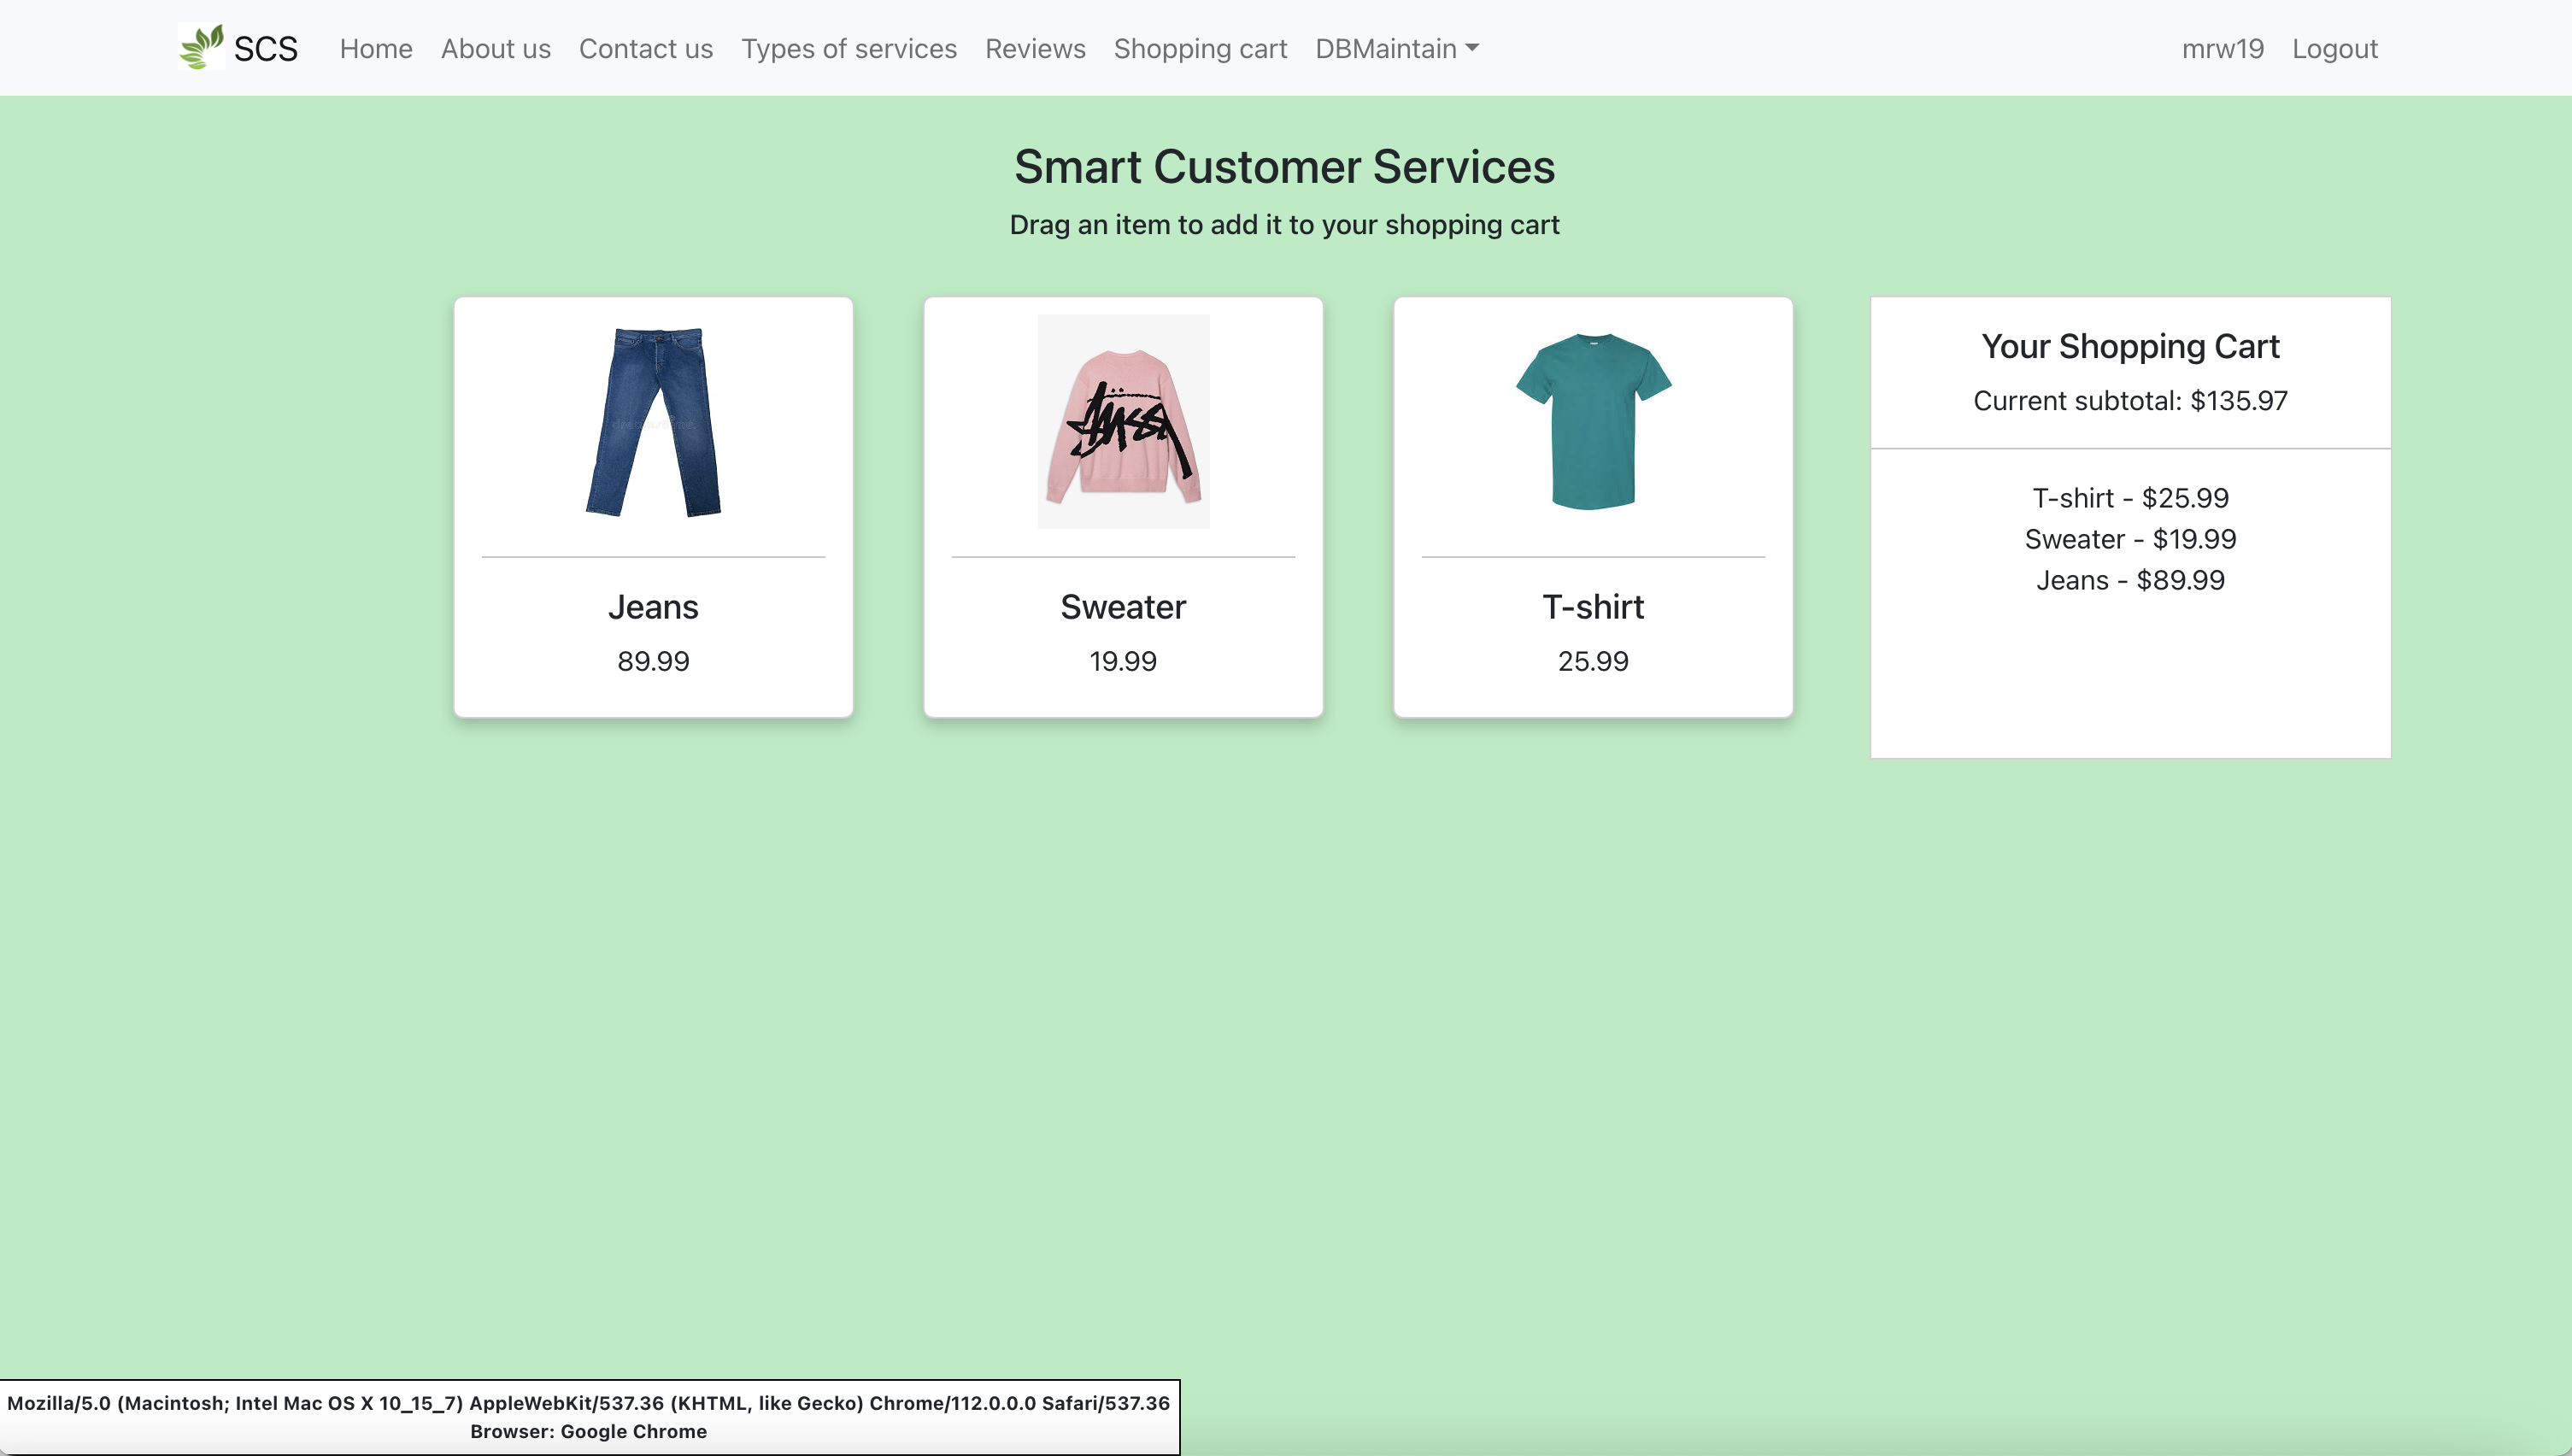 SCS Home About us Contact us Types of services Reviews Shopping cart DBMaintain mrw19 Logout
Smart Customer Services
Drag an item to add it to your shopping cart
Jeans
89.99
Sweater
19.99
T-shirt
25.99
Your Shopping Cart
Current subtotal: $135.97
T-shirt - $25.99
Sweater - $19.99
Jeans - $89.99
Mozilla/5.0 (Macintosh; Intel Mac OS X 10_15_7) AppleWebKit/537.36 (KHTML, like Gecko) Chrome/112.0.0.0 Safari/537.36
Browser: Google Chrome